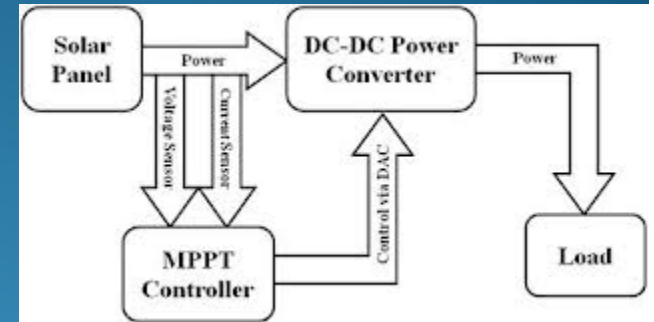 Solar
Panel
Power
DC-DC Power
Converter
Power
Voltage Sensor
Current Sensor
Control via DAC
MPPT
Controller
Load